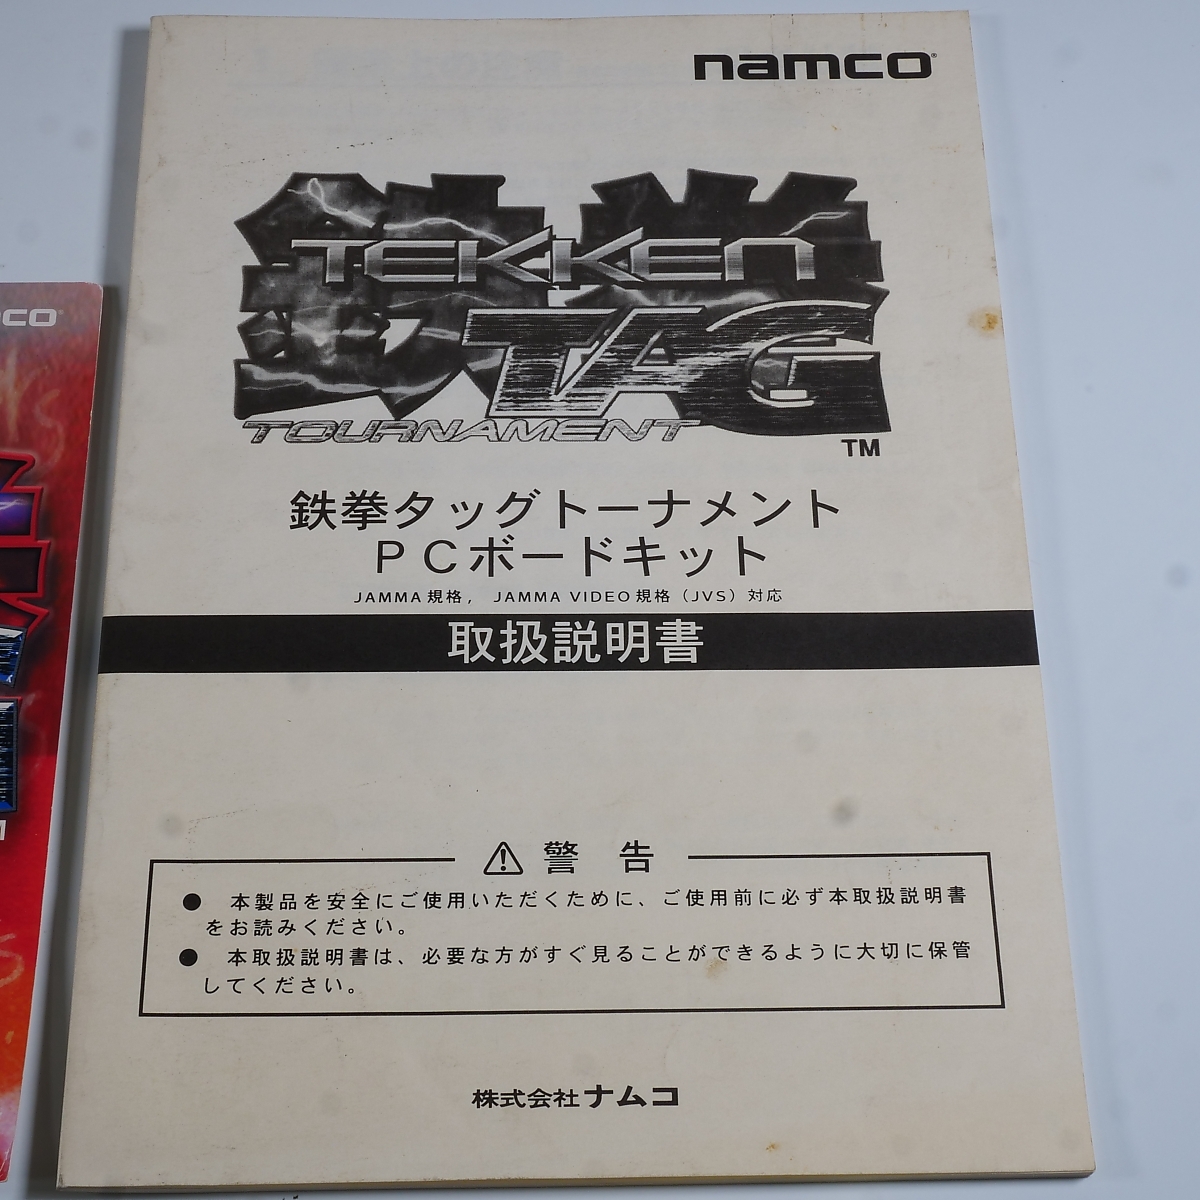 namco
TEKKEN
TAG
TOURNAMENT
TM
鉄拳タッグトーナメント
PCボードキット
JAMMA規格, JAMMA VIDEO規格(JVS)対応
取扱説明書
⚠ 警告
● 本製品を安全にご使用いただくために、ご使用前に必ず本取扱説明書
をお読みください。
● 本取扱説明書は、必要な方がすぐ見ることができるように大切に保管
してください。
株式会社ナムコ